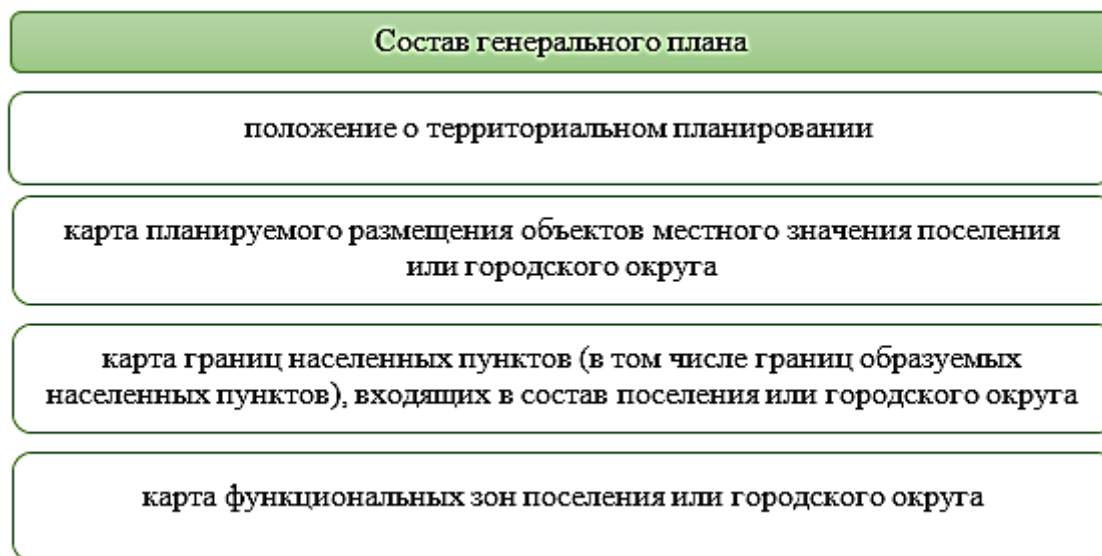 Состав генерального плана
положение о территориальном планировании
карта планируемого размещения объектов местного значения поселения
или городского округа
карта границ населенных пунктов (в том числе границ образуемых
населенных пунктов), входящих в состав поселения или городского округа
карта функциональных зон поселения или городского округа